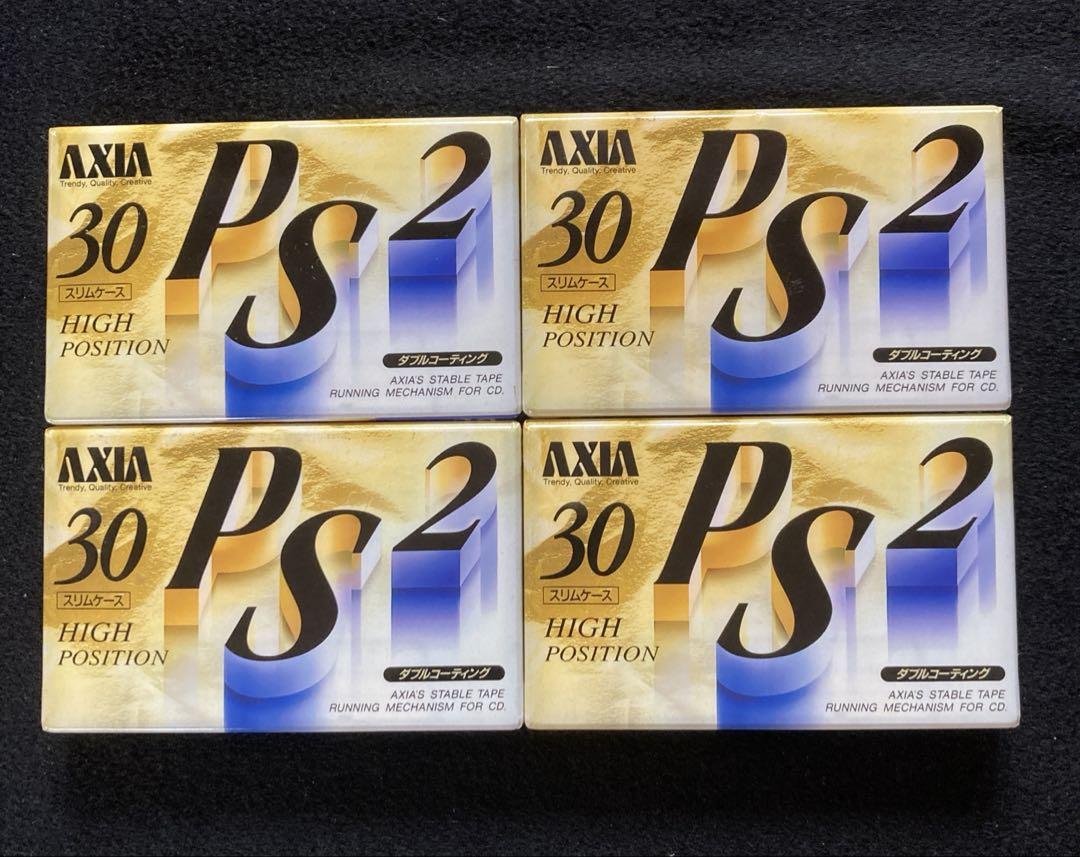 AXIA
Trendy, Quality, Creative
30
スリムケース
HIGH
POSITION
PS2
ダブルコーティング
AXIA'S STABLE TAPE
RUNNING MECHANISM FOR CD.
AXIA
Trendy, Quality, Creative
30
スリムケース
HIGH
POSITION
PS2
ダブルコーティング
AXIA'S STABLE TAPE
RUNNING MECHANISM FOR CD.
AXIA
Trendy, Quality, Creative
30
スリムケース
HIGH
POSITION
PS2
ダブルコーティング
AXIA'S STABLE TAPE
RUNNING MECHANISM FOR CD.
AXIA
Trendy, Quality, Creative
30
スリムケース
HIGH
POSITION
PS2
ダブルコーティング
AXIA'S STABLE TAPE
RUNNING MECHANISM FOR CD.